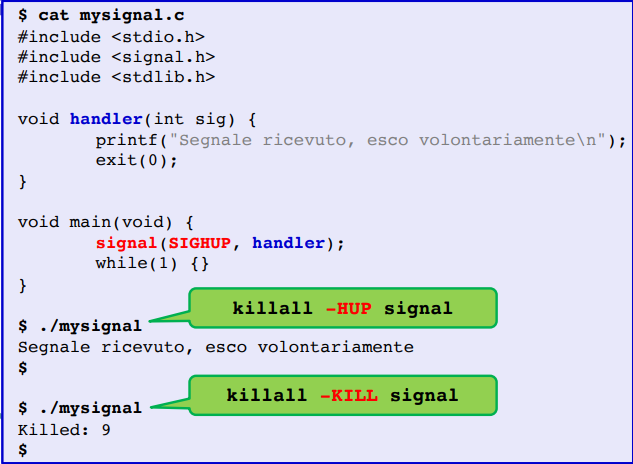 $ cat mysignal.c
#include <stdio.h>
#include <signal.h>
#include <stdlib.h>
void handler(int sig) {
printf("Segnale ricevuto, esco volontariamente\n");
exit(0);
}
void main(void) {
signal(SIGHUP, handler);
while(1) {}
}
killall -HUP signal
$ ./mysignal
Segnale ricevuto, esco volontariamente
$
killall -KILL signal
$ ./mysignal
Killed: 9
$